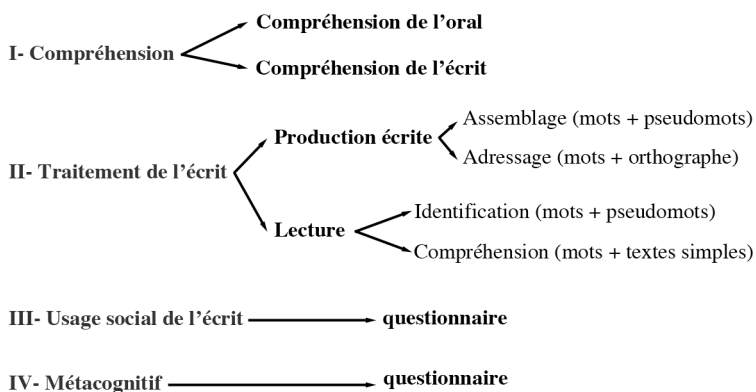 I- Compréhension
Compréhension de l'oral
Compréhension de l'écrit
II- Traitement de l'écrit
Production écrite
Assemblage (mots + pseudomots)
Adressage (mots + orthographe)
Lecture
Identification (mots + pseudomots)
Compréhension (mots + textes simples)
III- Usage social de l'écrit
questionnaire
IV- Métacognitif
questionnaire